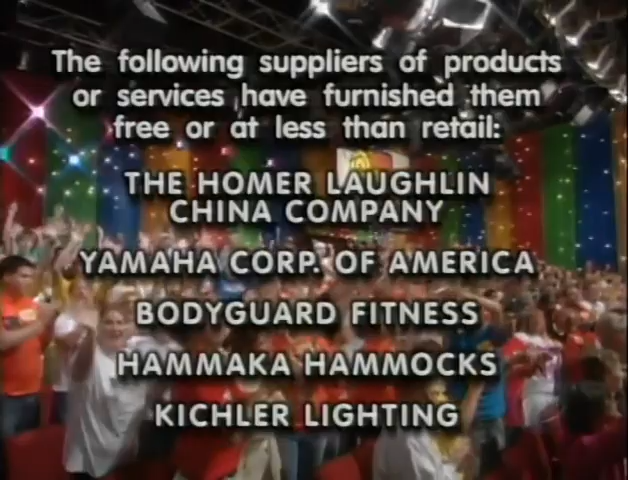 The following suppliers of products
or services have furnished them
free or at less than retail:
THE HOMER LAUGHLIN
CHINA COMPANY
YAMAHA CORP. OF AMERICA
BODYGUARD FITNESS
HAMMAKA HAMMOCKS
KICHLER LIGHTING